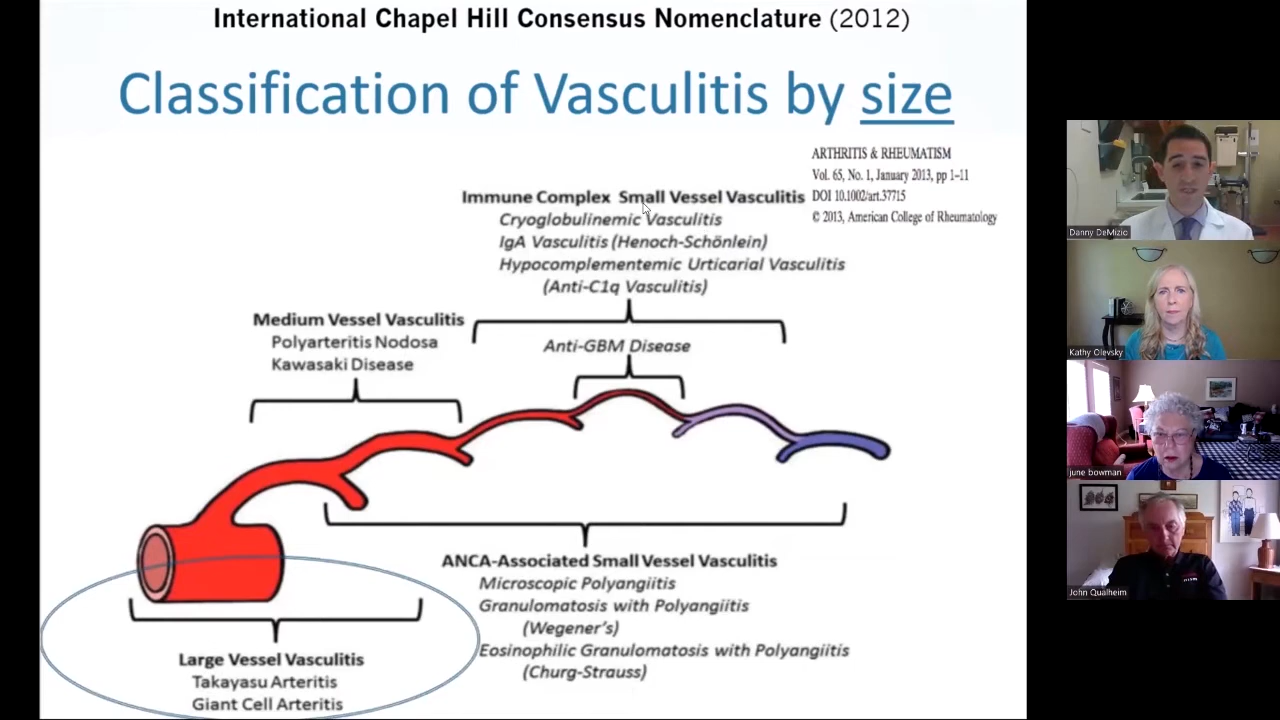 International Chapel Hill Consensus Nomenclature (2012)
Classification of Vasculitis by size
ARTHRITIS & RHEUMATISM
Vol. 65, No. 1, January 2013, pp 1–11
DOI 10.1002/art.37715
© 2013, American College of Rheumatology
Immune Complex Small Vessel Vasculitis
Cryoglobulinemic Vasculitis
IgA Vasculitis (Henoch-Schönlein)
Hypocomplementemic Urticarial Vasculitis
(Anti-C1q Vasculitis)
Medium Vessel Vasculitis
Polyarteritis Nodosa
Kawasaki Disease
Anti-GBM Disease
ANCA-Associated Small Vessel Vasculitis
Microscopic Polyangiitis
Granulomatosis with Polyangiitis
(Wegener's)
Eosinophilic Granulomatosis with Polyangiitis
(Churg-Strauss)
Large Vessel Vasculitis
Takayasu Arteritis
Giant Cell Arteritis
Danny DeMizio
Kathy Olevsky
june bowman
John Qualheim